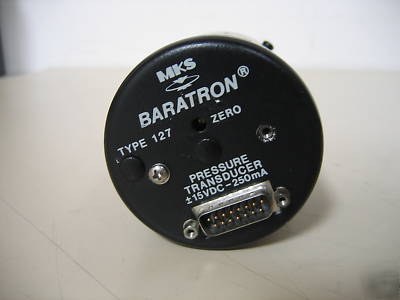 MKS
BARATRON®
TYPE 127
ZERO
PRESSURE
TRANSDUCER
±15VDC-250mA